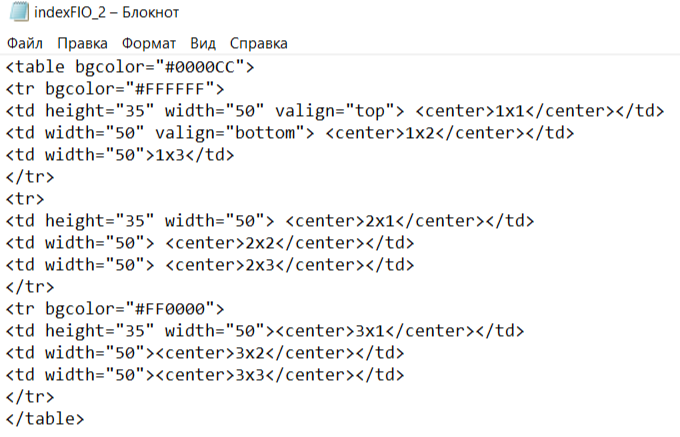 indexFIO_2 – Блокнот
Файл Правка Формат Вид Справка
<table bgcolor="#0000CC">
<tr bgcolor="#FFFFFF">
<td height="35" width="50" valign="top"> <center>1x1</center></td>
<td width="50" valign="bottom"> <center>1x2</center></td>
<td width="50">1x3</td>
</tr>
<tr>
<td height="35" width="50"> <center>2x1</center></td>
<td width="50"> <center>2x2</center></td>
<td width="50"> <center>2x3</center></td>
</tr>
<tr bgcolor="#FF0000">
<td height="35" width="50"><center>3x1</center></td>
<td width="50"><center>3x2</center></td>
<td width="50"><center>3x3</center></td>
</tr>
</table>